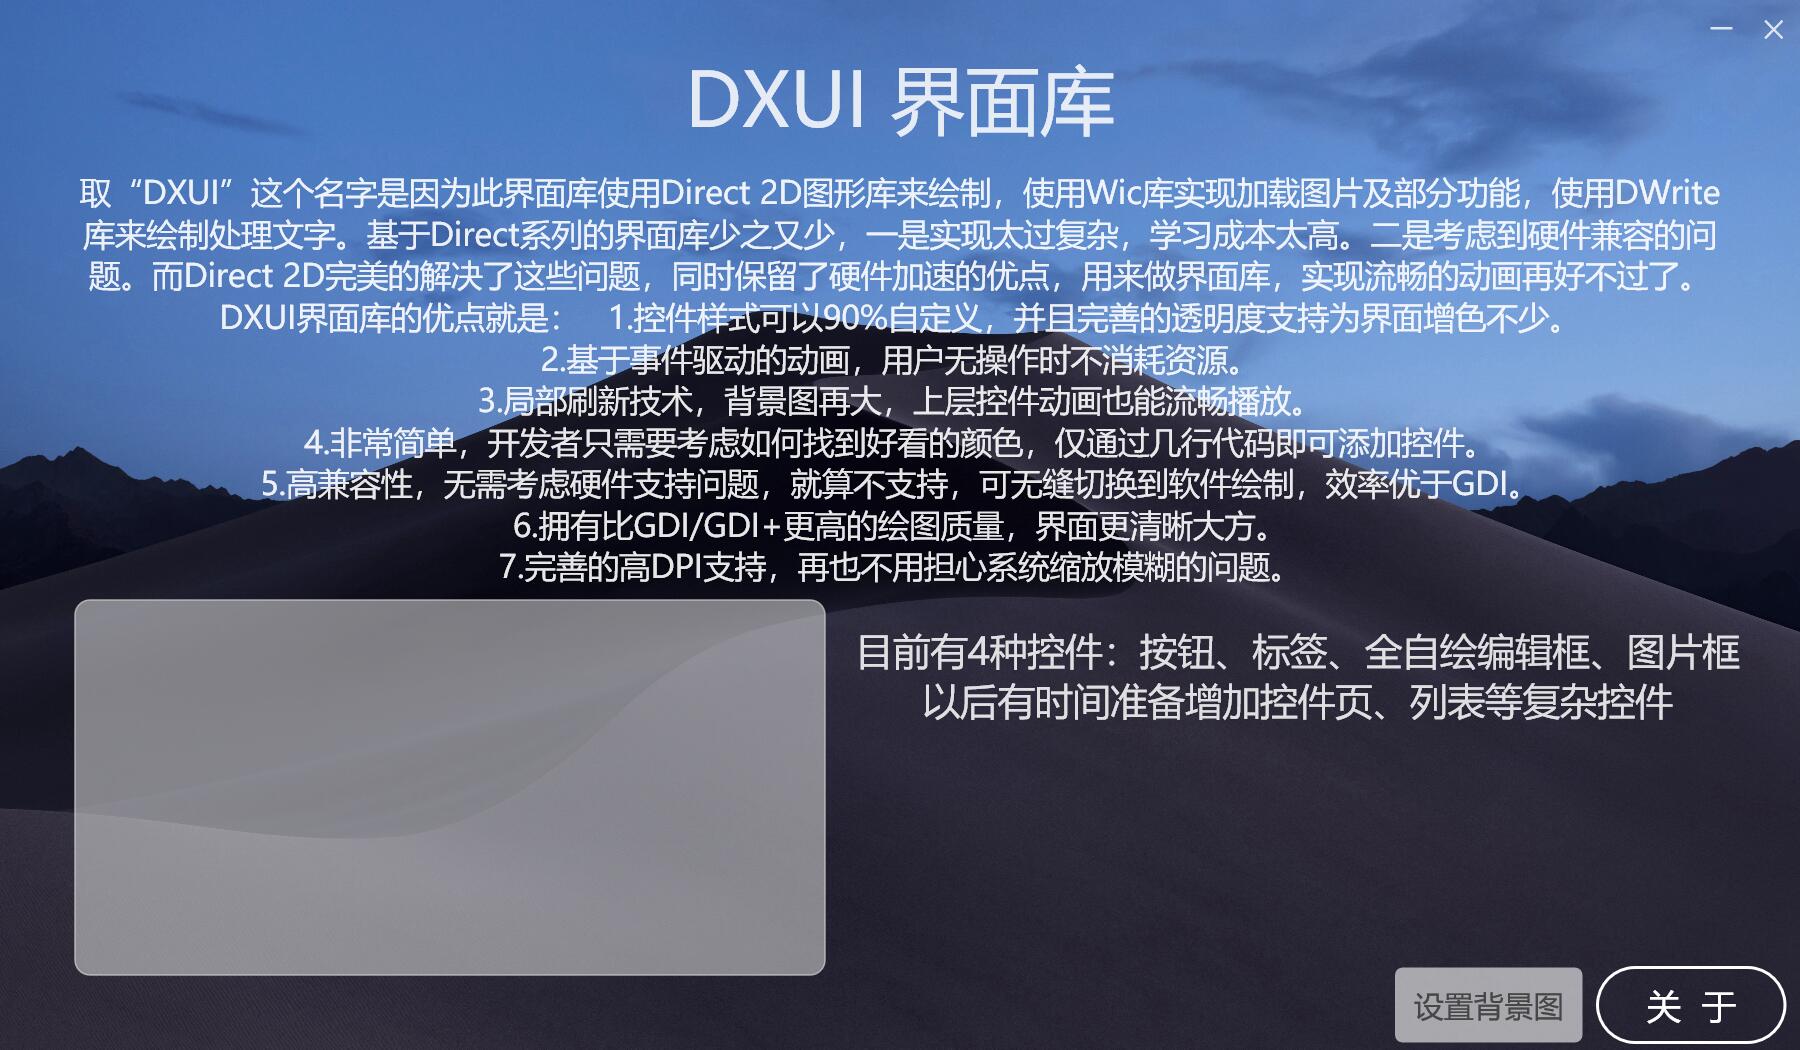 DXUI 界面库
取“DXUI”这个名字是因为此界面库使用Direct 2D图形库来绘制，使用Wic库实现加载图片及部分功能，使用DWrite
库来绘制处理文字。基于Direct系列的界面库少之又少，一是实现太过复杂，学习成本太高。二是考虑到硬件兼容的问
题。而Direct 2D完美的解决了这些问题，同时保留了硬件加速的优点，用来做界面库，实现流畅的动画再好不过了。
DXUI界面库的优点就是： 1.控件样式可以90%自定义，并且完善的透明度支持为界面增色不少。
2.基于事件驱动的动画，用户无操作时不消耗资源。
3.局部刷新技术，背景图再大，上层控件动画也能流畅播放。
4.非常简单，开发者只需要考虑如何找到好看的颜色，仅通过几行代码即可添加控件。
5.高兼容性，无需考虑硬件支持问题，就算不支持，可无缝切换到软件绘制，效率优于GDI。
6.拥有比GDI/GDI+更高的绘图质量，界面更清晰大方。
7.完善的高DPI支持，再也不用担心系统缩放模糊的问题。
目前有4种控件：按钮、标签、全自绘编辑框、图片框
以后有时间准备增加控件页、列表等复杂控件
设置背景图
关 于